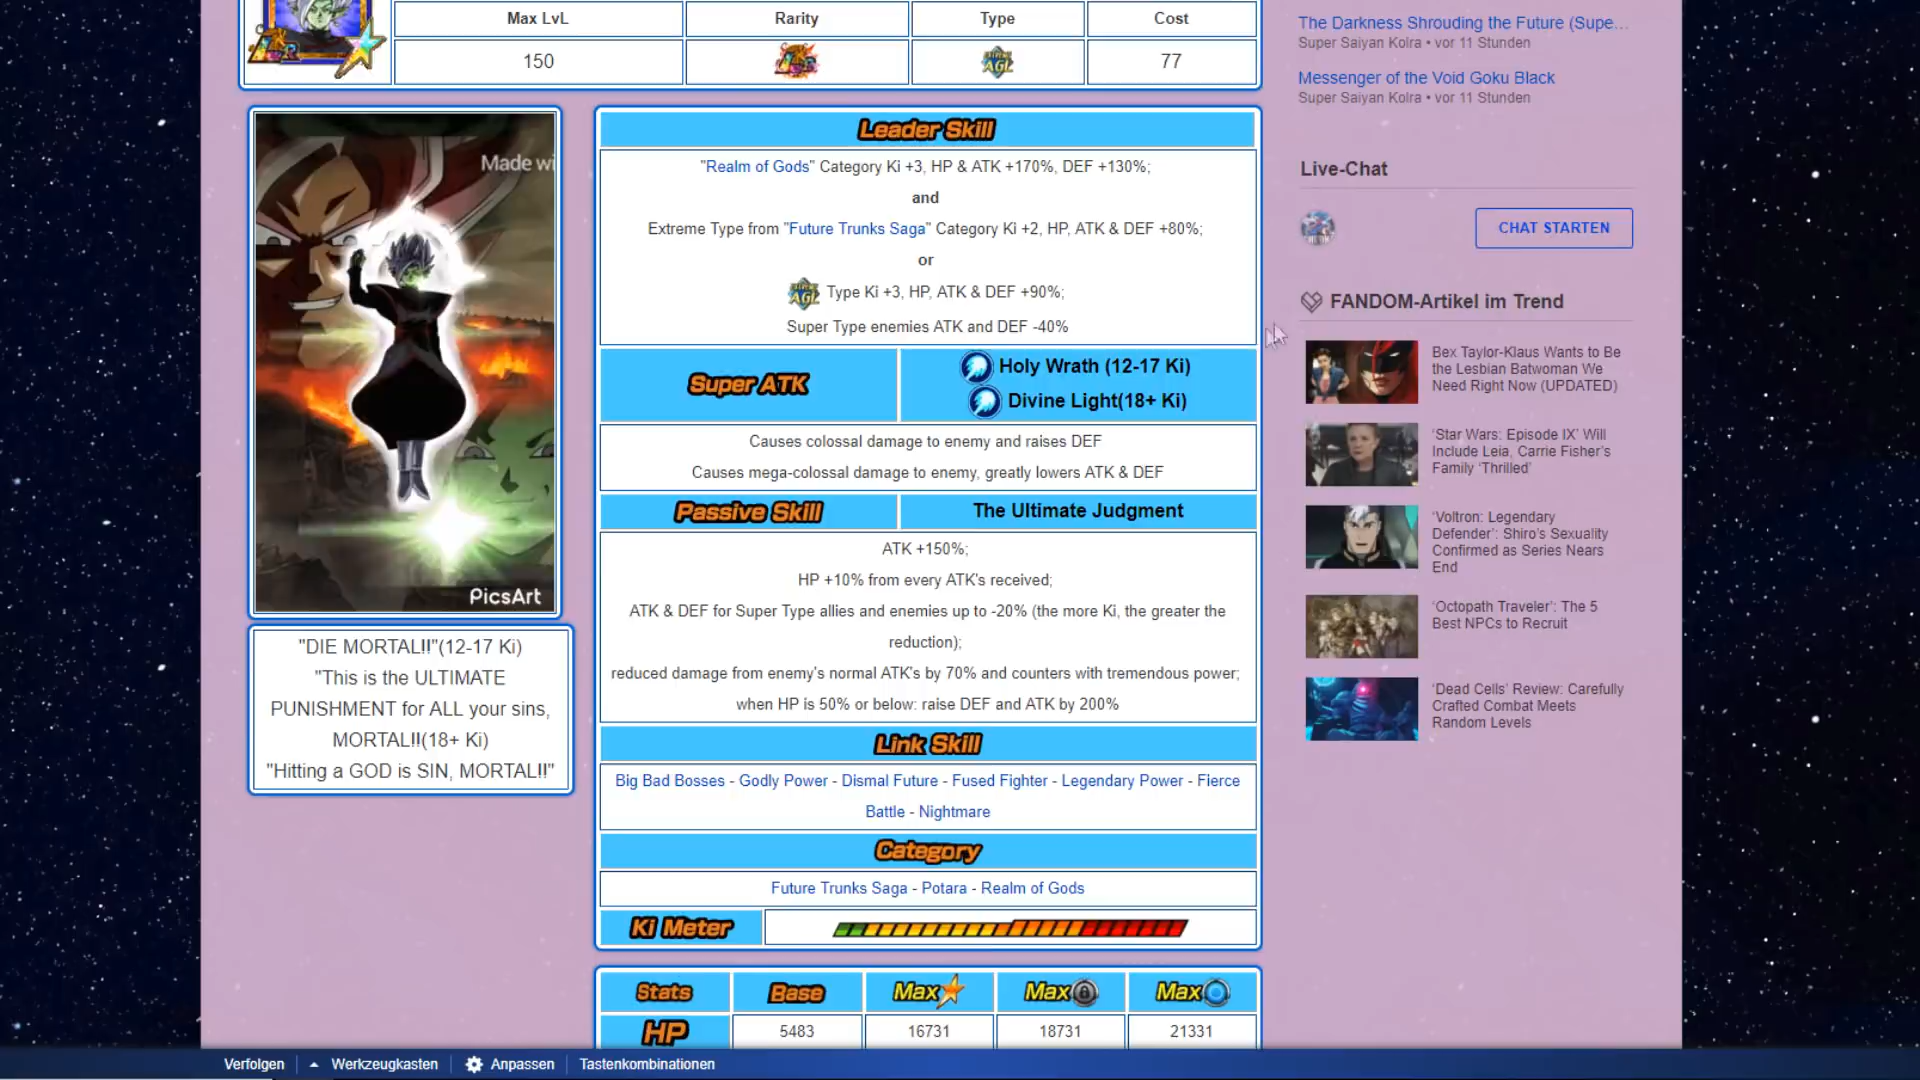 Max LvL
Rarity
Type
Cost
150
LR
EXTREME AGL
77
The Darkness Shrouding the Future (Supe...
Super Saiyan Kolra • vor 11 Stunden
Messenger of the Void Goku Black
Super Saiyan Kolra • vor 11 Stunden
Live-Chat
CHAT STARTEN
FANDOM-Artikel im Trend
Bex Taylor-Klaus Wants to Be
the Lesbian Batwoman We
Need Right Now (UPDATED)
'Star Wars: Episode IX' Will
Include Leia, Carrie Fisher's
Family 'Thrilled'
'Voltron: Legendary
Defender': Shiro's Sexuality
Confirmed as Series Nears
End
'Octopath Traveler': The 5
Best NPCs to Recruit
'Dead Cells' Review: Carefully
Crafted Combat Meets
Random Levels
Made wi
PicsArt
"DIE MORTAL!!"(12-17 Ki)
"This is the ULTIMATE
PUNISHMENT for ALL your sins,
MORTAL!!(18+ Ki)
"Hitting a GOD is SIN, MORTAL!!"
Leader Skill
"Realm of Gods" Category Ki +3, HP & ATK +170%, DEF +130%;
and
Extreme Type from "Future Trunks Saga" Category Ki +2, HP, ATK & DEF +80%;
or
EXTREME AGL Type Ki +3, HP, ATK & DEF +90%;
Super Type enemies ATK and DEF -40%
Super ATK
Holy Wrath (12-17 Ki)
Divine Light(18+ Ki)
Causes colossal damage to enemy and raises DEF
Causes mega-colossal damage to enemy, greatly lowers ATK & DEF
Passive Skill
The Ultimate Judgment
ATK +150%;
HP +10% from every ATK's received;
ATK & DEF for Super Type allies and enemies up to -20% (the more Ki, the greater the
reduction);
reduced damage from enemy's normal ATK's by 70% and counters with tremendous power;
when HP is 50% or below: raise DEF and ATK by 200%
Link Skill
Big Bad Bosses - Godly Power - Dismal Future - Fused Fighter - Legendary Power - Fierce
Battle - Nightmare
Category
Future Trunks Saga - Potara - Realm of Gods
Ki Meter
Stats
Base
Max
Max
Max
HP
5483
16731
18731
21331
Verfolgen
Werkzeugkasten
Anpassen
Tastenkombinationen